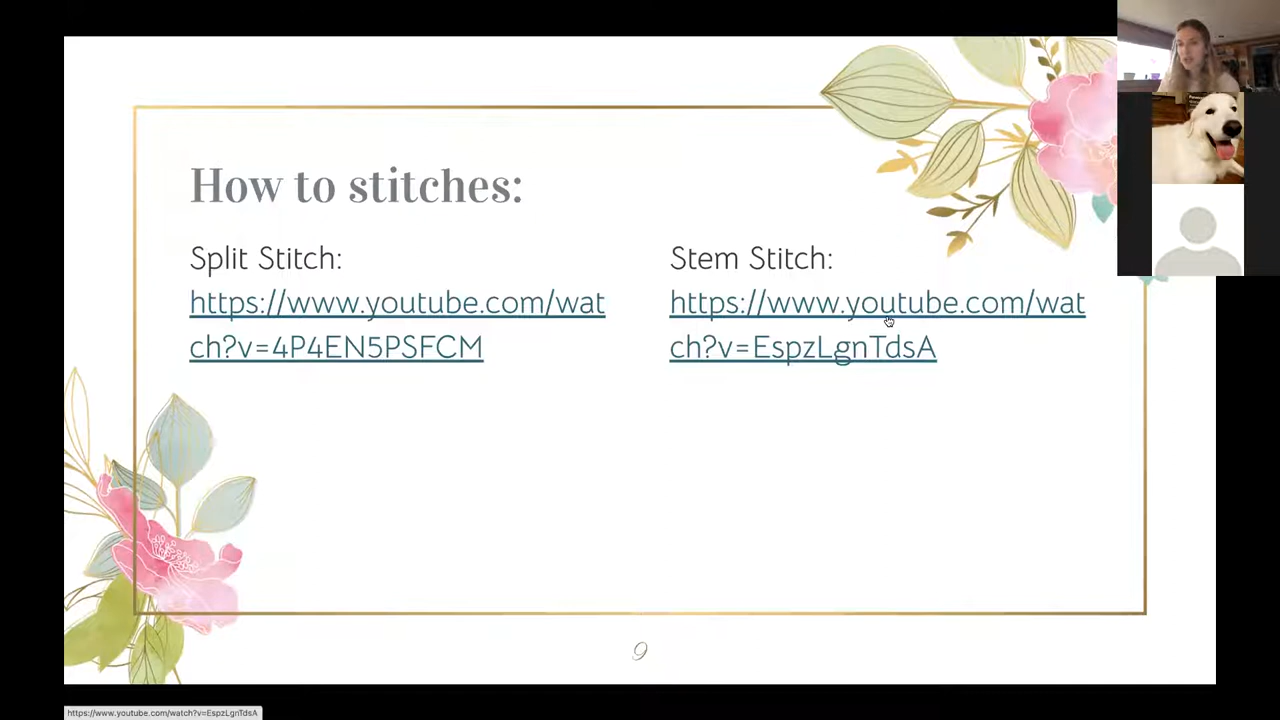 How to stitches:
Split Stitch:
https://www.youtube.com/wat
ch?v=4P4EN5PSFCM
Stem Stitch:
https://www.youtube.com/wat
ch?v=EspzLgnTdsA
9
https://www.youtube.com/watch?v=EspzLgnTdsA